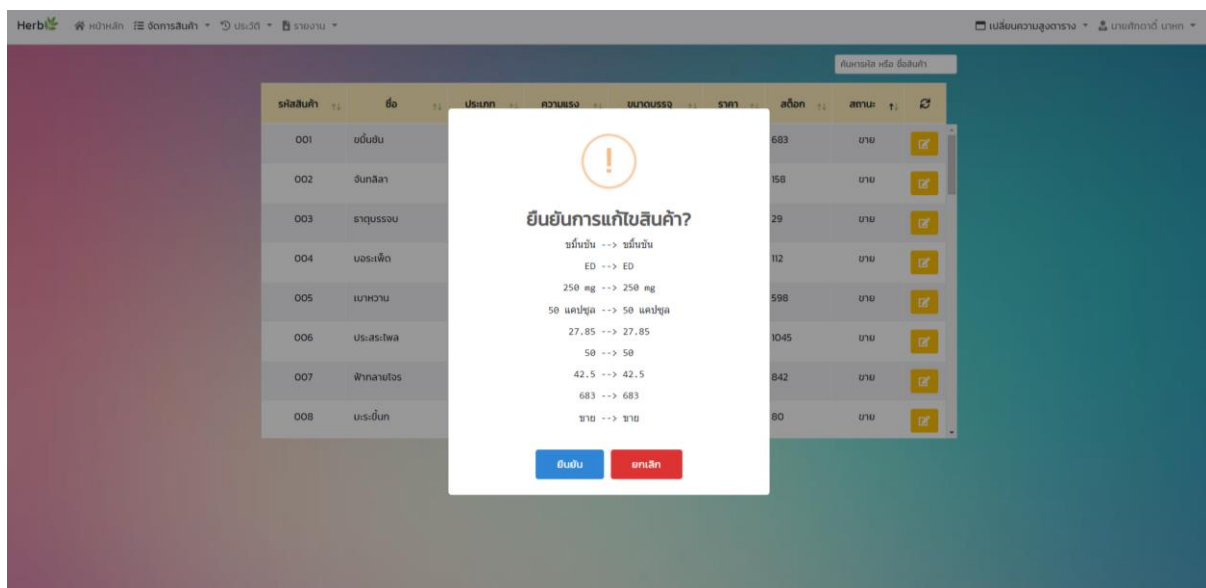 Herb หน้าหลัก จัดการสินค้า ประวัติ รายงาน เปลี่ยนความสูงตาราง นายศักดาดิ์ นาหก
ค้นหารหัส หรือ ชื่อสินค้า
รหัสสินค้า ชื่อ ประเภท ความแรง ขนาดบรรจุ ราคา สต็อก สถานะ
001 ขมิ้นชัน 683 ขาย
002 จันทลีลา 158 ขาย
003 ธาตุบรรจบ 29 ขาย
004 บอระเพ็ด 112 ขาย
005 เบาหวาน 598 ขาย
006 ประสะไพล 1045 ขาย
007 ฟ้าทลายโจร 842 ขาย
008 มะระขี้นก 80 ขาย
!
ยืนยันการแก้ไขสินค้า?
ขมิ้นชัน --> ขมิ้นชัน
ED --> ED
250 mg --> 250 mg
50 แคปซูล --> 50 แคปซูล
27.85 --> 27.85
50 --> 50
42.5 --> 42.5
683 --> 683
ขาย --> ขาย
ยืนยัน ยกเลิก